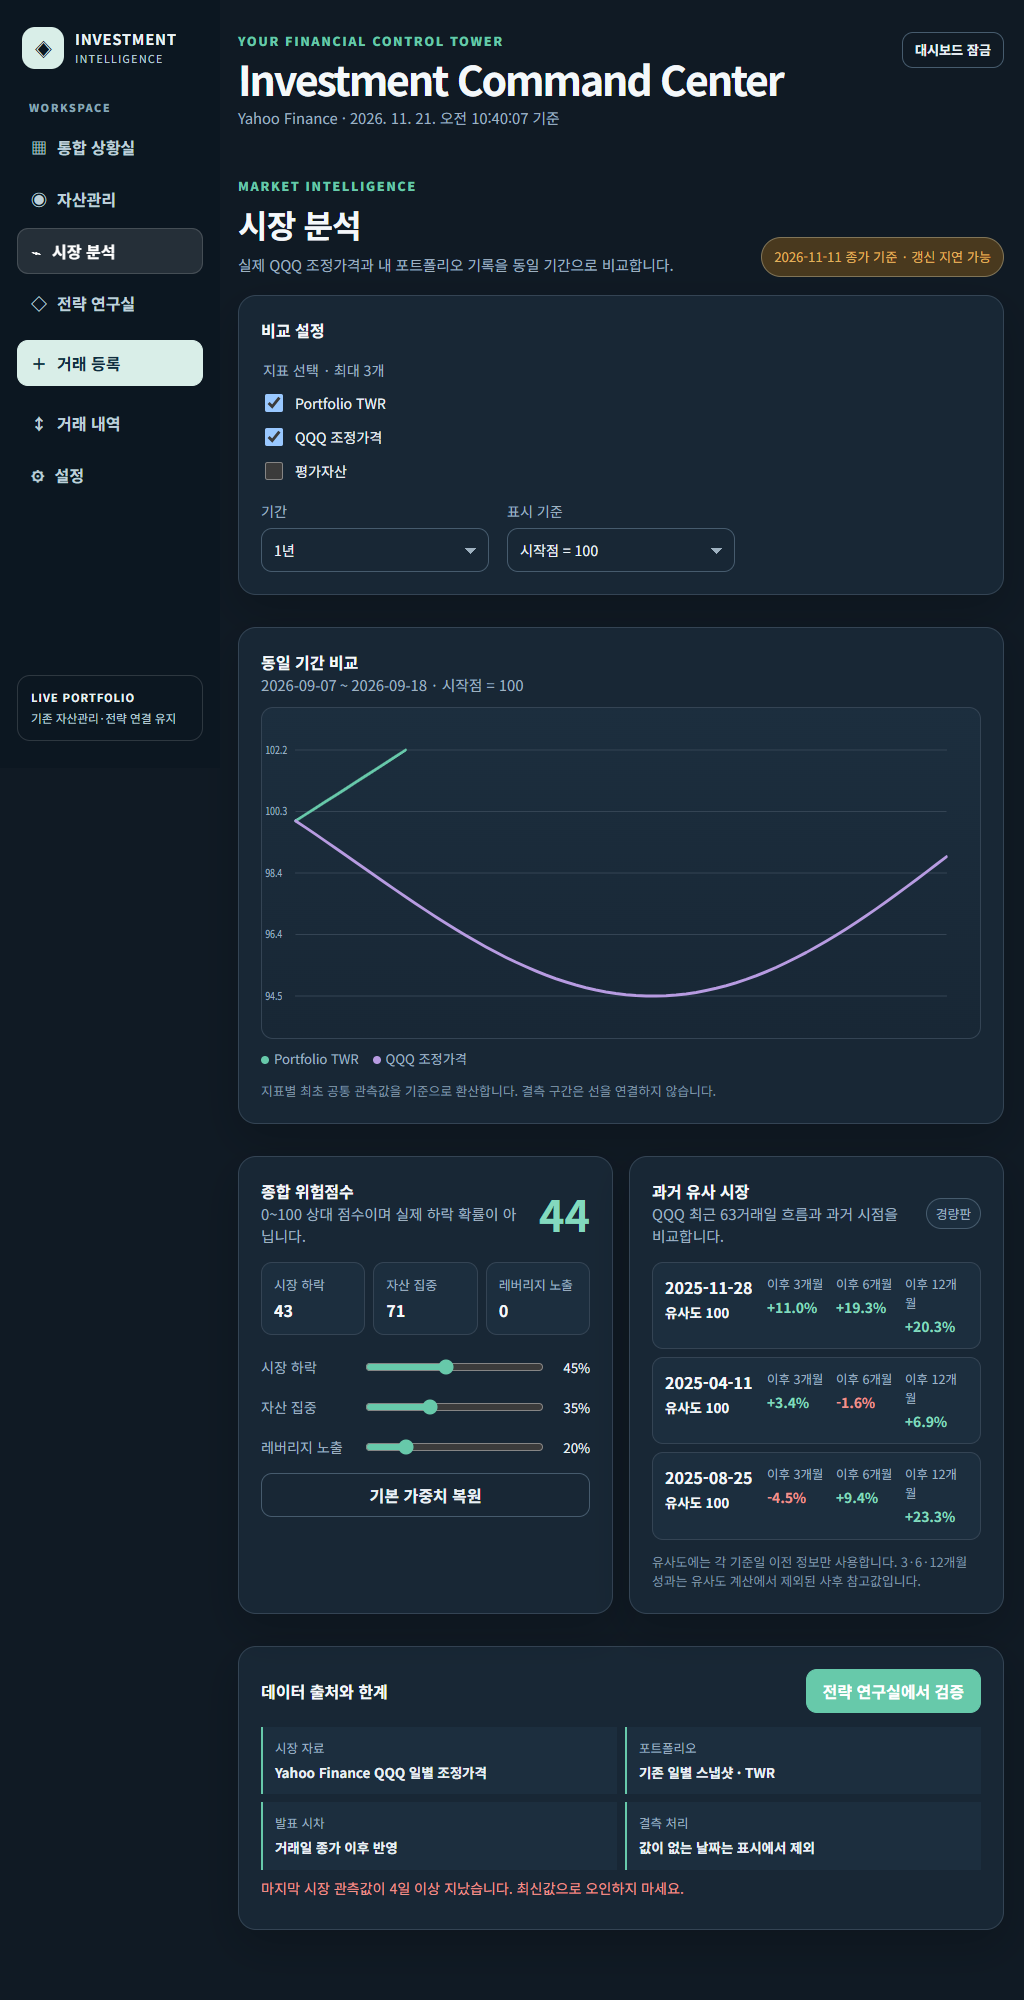 INVESTMENT
INTELLIGENCE
WORKSPACE
통합 상황실
자산관리
시장 분석
전략 연구실
+ 거래 등록
거래 내역
설정
LIVE PORTFOLIO
기존 자산관리·전략 연결 유지
YOUR FINANCIAL CONTROL TOWER
Investment Command Center
Yahoo Finance · 2026. 11. 21. 오전 10:40:07 기준
대시보드 잠금
MARKET INTELLIGENCE
시장 분석
실제 QQQ 조정가격과 내 포트폴리오 기록을 동일 기간으로 비교합니다.
2026-11-11 종가 기준 · 갱신 지연 가능
비교 설정
지표 선택 · 최대 3개
Portfolio TWR
QQQ 조정가격
평가자산
기간
표시 기준
1년
시작점 = 100
동일 기간 비교
2026-09-07 ~ 2026-09-18 · 시작점 = 100
102.2
100.3
98.4
96.4
94.5
Portfolio TWR
QQQ 조정가격
지표별 최초 공통 관측값을 기준으로 환산합니다. 결측 구간은 선을 연결하지 않습니다.
종합 위험점수
0~100 상대 점수이며 실제 하락 확률이 아
닙니다.
44
시장 하락
43
자산 집중
71
레버리지 노출
0
시장 하락
45%
자산 집중
35%
레버리지 노출
20%
기본 가중치 복원
과거 유사 시장
QQQ 최근 63거래일 흐름과 과거 시점을
비교합니다.
경량판
2025-11-28
유사도 100
이후 3개월
+11.0%
이후 6개월
+19.3%
이후 12개
월
+20.3%
2025-04-11
유사도 100
이후 3개월
+3.4%
이후 6개월
-1.6%
이후 12개
월
+6.9%
2025-08-25
유사도 100
이후 3개월
-4.5%
이후 6개월
+9.4%
이후 12개
월
+23.3%
유사도에는 각 기준일 이전 정보만 사용합니다. 3·6·12개월
성과는 유사도 계산에서 제외된 사후 참고값입니다.
데이터 출처와 한계
전략 연구실에서 검증
시장 자료
Yahoo Finance QQQ 일별 조정가격
포트폴리오
기존 일별 스냅샷 · TWR
발표 시차
거래일 종가 이후 반영
결측 처리
값이 없는 날짜는 표시에서 제외
마지막 시장 관측값이 4일 이상 지났습니다. 최신값으로 오인하지 마세요.